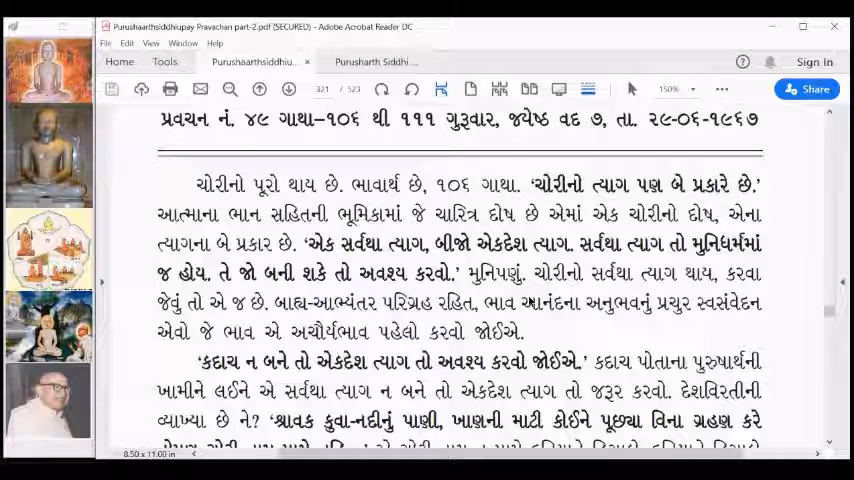 Purushaarthsiddhiupay Pravachan part-2.pdf (SECURED) - Adobe Acrobat Reader DC
File Edit View Window Help
Home Tools Purushaarthsiddhiu... × Purusharth Siddhi ... Sign In
321 / 523 150% Share
પ્રવચન નં. ૪૯ ગાથા-૧૦૬ થી ૧૧૧ ગુરૂવાર, જ્યેષ્ઠ વદ ૭, તા. ૨૯-૦૬-૧૯૬૭
ચોરીનો પૂરો થાય છે. ભાવાર્થ છે, ૧૦૬ ગાથા. ‘ચોરીનો ત્યાગ પણ બે પ્રકારે છે.’
આત્માના ભાન સહિતની ભૂમિકામાં જે ચારિત્ર દોષ છે એમાં એક ચોરીનો દોષ, એના
ત્યાગના બે પ્રકાર છે. ‘એક સર્વથા ત્યાગ, બીજો એકદેશ ત્યાગ. સર્વથા ત્યાગ તો મુનિધર્મમાં
જ હોય. તે જો બની શકે તો અવશ્ય કરવો.’ મુનિપણું. ચોરીનો સર્વથા ત્યાગ થાય, કરવા
જેવું તો એ જ છે. બાહ્ય-આભ્યંતર પરિગ્રહ રહિત, ભાવ આનંદના અનુભવનું પ્રચુર સ્વસંવેદન
એવો જે ભાવ એ અચૌર્યભાવ પહેલો કરવો જોઈએ.
‘કદાચ ન બને તો એકદેશ ત્યાગ તો અવશ્ય કરવો જોઈએ.’ કદાચ પોતાના પુરુષાર્થની
ખામીને લઈને એ સર્વથા ત્યાગ ન બને તો એકદેશ ત્યાગ તો જરૂર કરવો. દેશવિરતીની
વ્યાખ્યા છે ને? ‘શ્રાવક કુવા-નદીનું પાણી, ખાણની માટી કોઈને પૂછ્યા વિના ગ્રહણ કરે
8.50 x 11.00 in